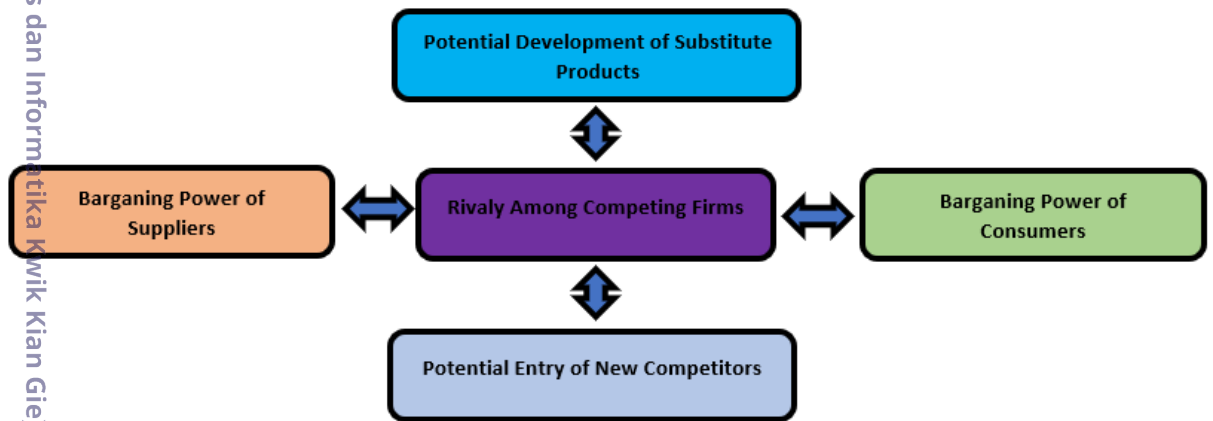 Potential Development of Substitute
Products
Barganing Power of
Suppliers
Rivaly Among Competing Firms
Barganing Power of
Consumers
Potential Entry of New Competitors
dan Informatika Kwik Kian